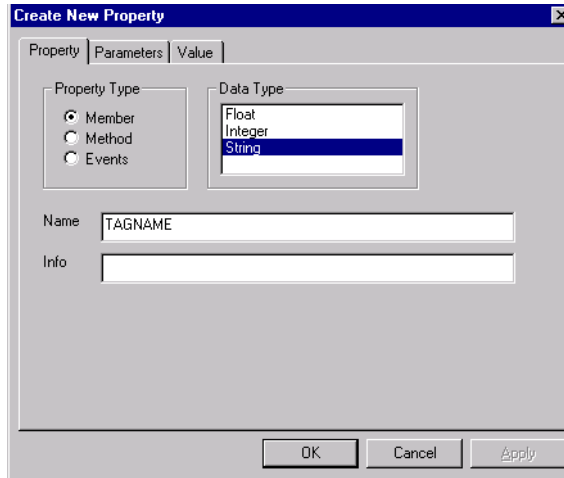 Create New Property
Property Parameters Value
Property Type
Member
Method
Events
Data Type
Float
Integer
String
Name TAGNAME
Info
OK Cancel Apply